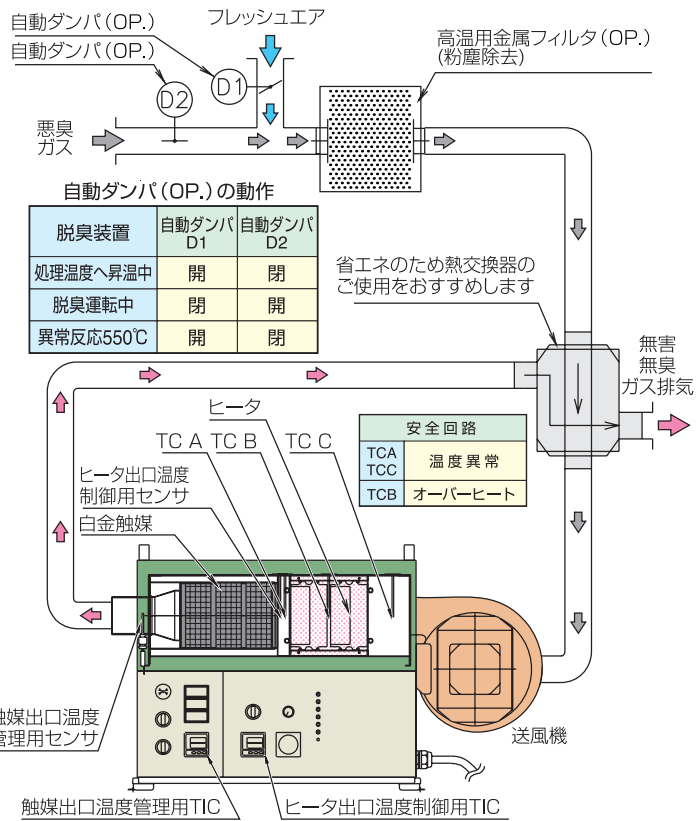 自動ダンパ(OP.)
フレッシュエア
自動ダンパ(OP.)
高温用金属フィルタ(OP.)
(粉塵除去)
D1
D2
悪臭
ガス
自動ダンパ(OP.)の動作
脱臭装置 自動ダンパD1 自動ダンパD2
処理温度へ昇温中 開 閉
脱臭運転中 閉 開
異常反応550℃ 開 閉
省エネのため熱交換器の
ご使用をおすすめします
無害
無臭
ガス排気
ヒータ
TC A TC B TC C
安全回路
TCA
TCC
温度異常
TCB オーバーヒート
ヒータ出口温度
制御用センサ
白金触媒
触媒出口温度
管理用センサ
送風機
触媒出口温度管理用TIC
ヒータ出口温度制御用TIC